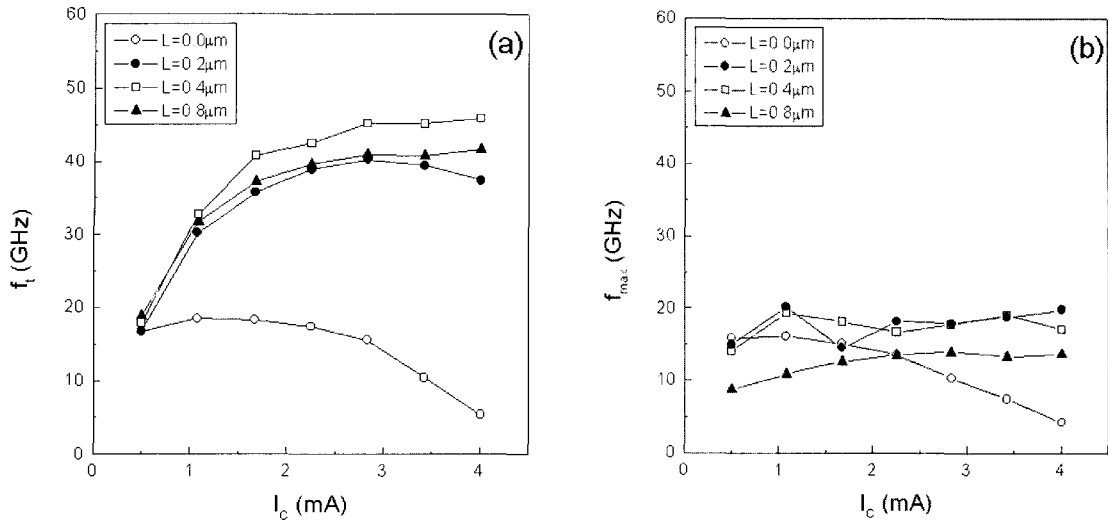 (a)
L=0.0μm
L=0.2μm
L=0.4μm
L=0.8μm
60
50
40
30
20
10
0
f_t (GHz)
0 1 2 3 4
I_c (mA)
(b)
L=0.0μm
L=0.2μm
L=0.4μm
L=0.8μm
60
50
40
30
20
10
0
f_max (GHz)
0 1 2 3 4
I_c (mA)